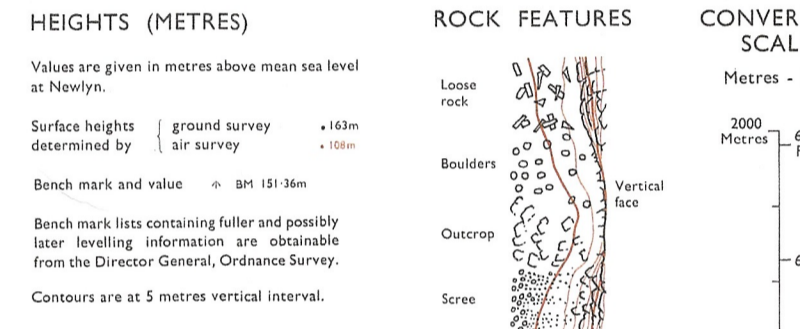 HEIGHTS (METRES)
Values are given in metres above mean sea level
at Newlyn.
Surface heights
determined by
ground survey
air survey
.163m
.108m
Bench mark and value
BM 151·36m
Bench mark lists containing fuller and possibly
later levelling information are obtainable
from the Director General, Ordnance Survey.
Contours are at 5 metres vertical interval.
ROCK FEATURES
Loose
rock
Boulders
Outcrop
Scree
Vertical
face
CONVER
SCAL
Metres -
2000
Metres